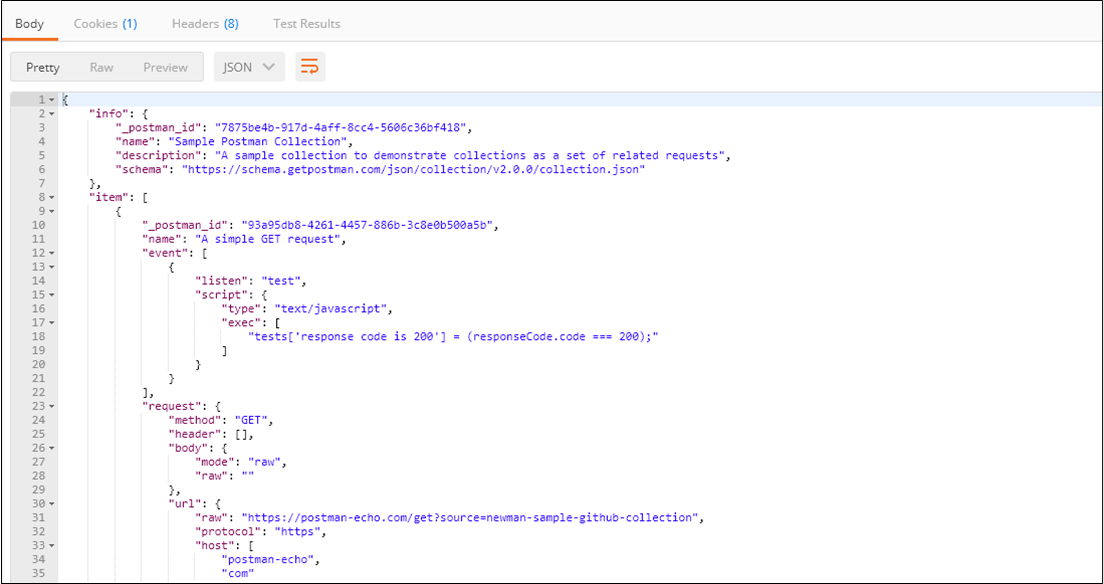 Body Cookies (1) Headers (8) Test Results
Pretty Raw Preview JSON
1 {
2 "info": {
3 "_postman_id": "7875be4b-917d-4aff-8cc4-5606c36bf418",
4 "name": "Sample Postman Collection",
5 "description": "A sample collection to demonstrate collections as a set of related requests",
6 "schema": "https://schema.getpostman.com/json/collection/v2.0.0/collection.json"
7 },
8 "item": [
9 {
10 "_postman_id": "93a95db8-4261-4457-886b-3c8e0b500a5b",
11 "name": "A simple GET request",
12 "event": [
13 {
14 "listen": "test",
15 "script": {
16 "type": "text/javascript",
17 "exec": [
18 "tests['response code is 200'] = (responseCode.code === 200);"
19 ]
20 }
21 }
22 ],
23 "request": {
24 "method": "GET",
25 "header": [],
26 "body": {
27 "mode": "raw",
28 "raw": ""
29 },
30 "url": {
31 "raw": "https://postman-echo.com/get?source=newman-sample-github-collection",
32 "protocol": "https",
33 "host": [
34 "postman-echo",
35 "com"